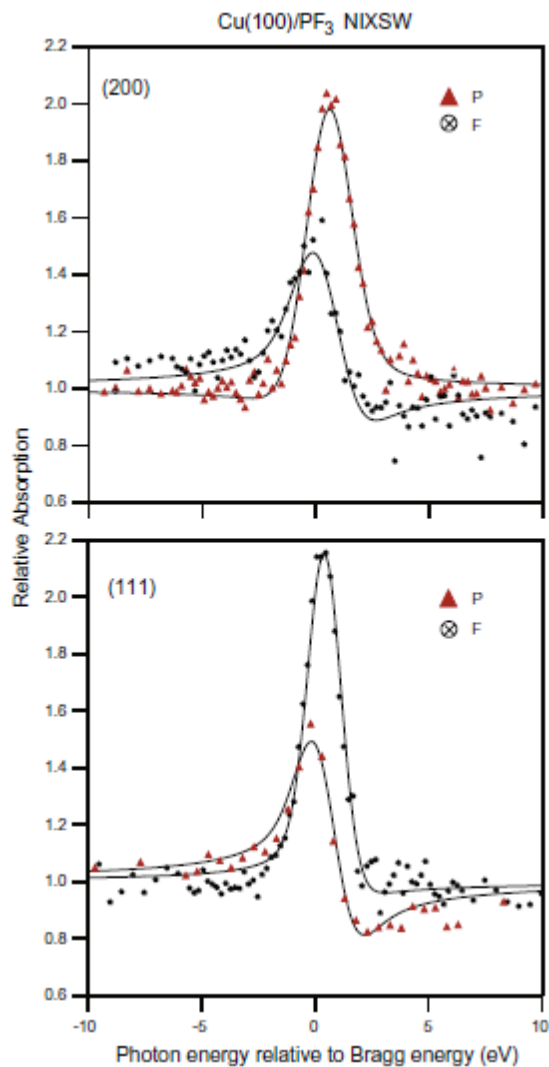 Cu(100)/PF₃ NIXSW
2.2
(200)
P
F
2.0
1.8
1.6
1.4
1.2
1.0
0.8
0.6
Relative Absorption
2.2
(111)
P
F
2.0
1.8
1.6
1.4
1.2
1.0
0.8
0.6
-10 -5 0 5 10
Photon energy relative to Bragg energy (eV)